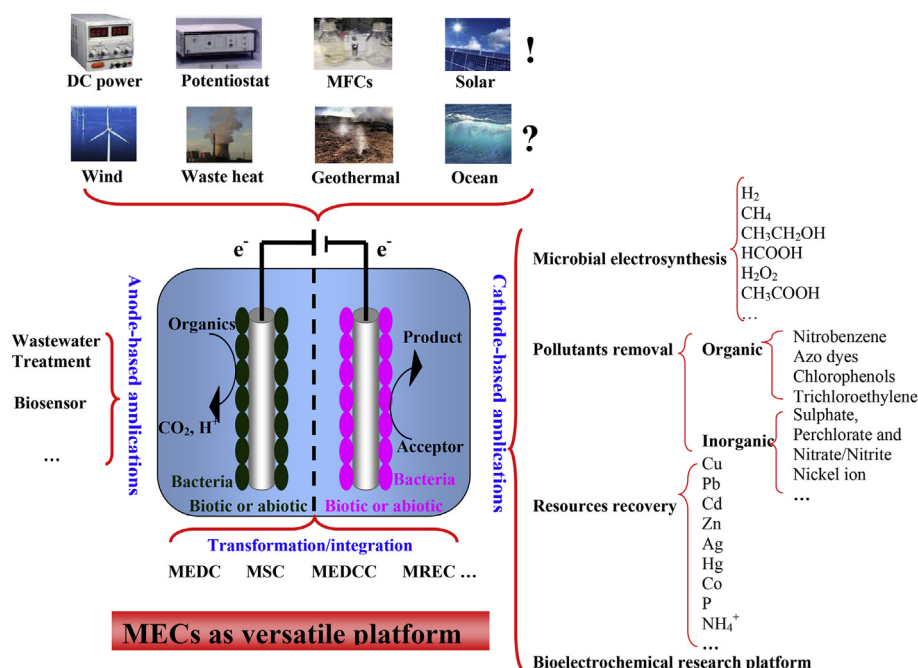 DC power
Potentiostat
MFCs
Solar
!
Wind
Waste heat
Geothermal
Ocean
?
e-
e-
Anode-based applications
Wastewater
Treatment
Biosensor
...
Organics
CO₂, H⁺
Bacteria
Biotic or abiotic
Product
Acceptor
Bacteria
Biotic or abiotic
Cathode-based applications
Transformation/integration
MEDC MSC MEDCC MREC ...
MECs as versatile platform
Microbial electrosynthesis
H₂
CH₄
CH₃CH₂OH
HCOOH
H₂O₂
CH₃COOH
...
Pollutants removal
Organic
Nitrobenzene
Azo dyes
Chlorophenols
Trichloroethylene
Inorganic
Sulphate,
Perchlorate and
Nitrate/Nitrite
Nickel ion
...
Resources recovery
Cu
Pb
Cd
Zn
Ag
Hg
Co
P
NH₄⁺
...
Bioelectrochemical research platform